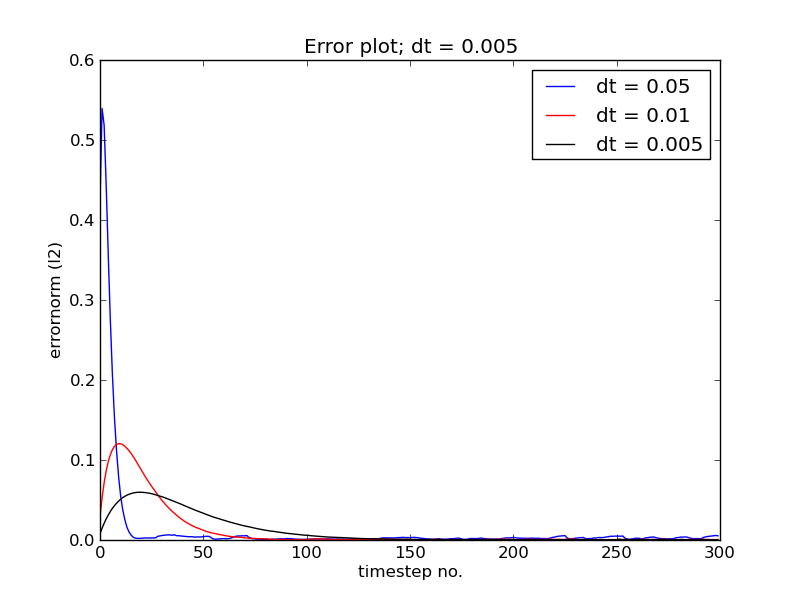 Error plot; dt = 0.005
dt = 0.05
dt = 0.01
dt = 0.005
errornorm (l2)
0.6
0.5
0.4
0.3
0.2
0.1
0.0
0 50 100 150 200 250 300
timestep no.